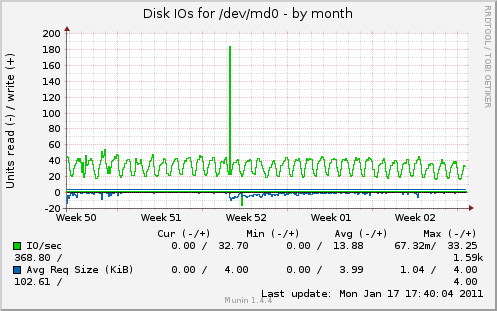 Disk IOs for /dev/md0 - by month
RRDTOOL / TOBI OETIKER
Units read (-) / write (+)
200
180
160
140
120
100
80
60
40
20
0
-20
Week 50 Week 51 Week 52 Week 01 Week 02
Cur (-/+) Min (-/+) Avg (-/+) Max (-/+)
IO/sec 0.00 / 32.70 0.00 / 13.88 67.32m/ 33.25
368.80 / 1.59k
Avg Req Size (KiB) 0.00 / 4.00 0.00 / 3.99 1.04 / 4.00
102.61 / 4.00
Last update: Mon Jan 17 17:40:04 2011
Munin 1.4.4